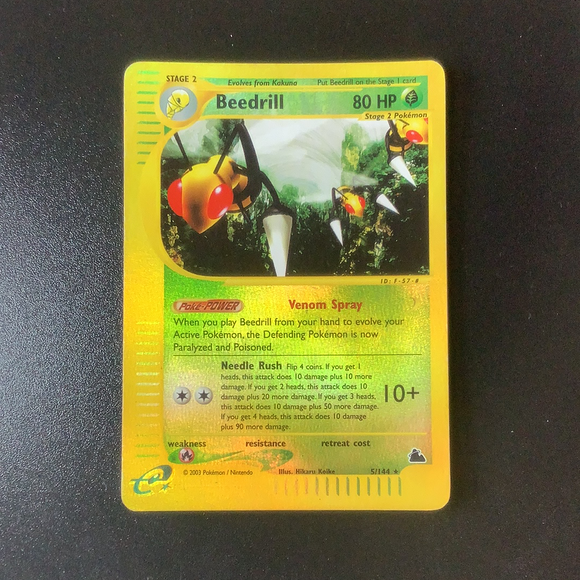 STAGE 2
Evolves from Kakuna
Put Beedrill on the Stage 1 card
Beedrill 80 HP
Stage 2 Pokémon
ID: F-57-#
Poké-POWER Venom Spray
When you play Beedrill from your hand to evolve your
Active Pokémon, the Defending Pokémon is now
Paralyzed and Poisoned.
Needle Rush Flip 4 coins. If you get 1
heads, this attack does 10 damage plus 10 more
damage. If you get 2 heads, this attack does 10
damage plus 20 more damage. If you get 3 heads,
this attack does 10 damage plus 50 more damage.
If you get 4 heads, this attack does 10 damage
plus 90 more damage.
10+
weakness resistance retreat cost
© 2003 Pokémon / Nintendo Illus. Hikaru Koike 5/144 ★
e